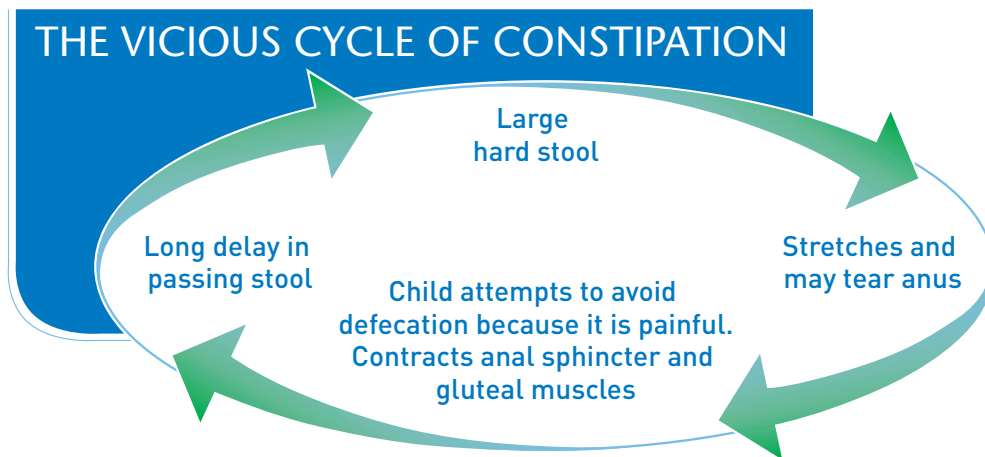 THE VICIOUS CYCLE OF CONSTIPATION
Large
hard stool
Stretches and
may tear anus
Child attempts to avoid
defecation because it is painful.
Contracts anal sphincter and
gluteal muscles
Long delay in
passing stool